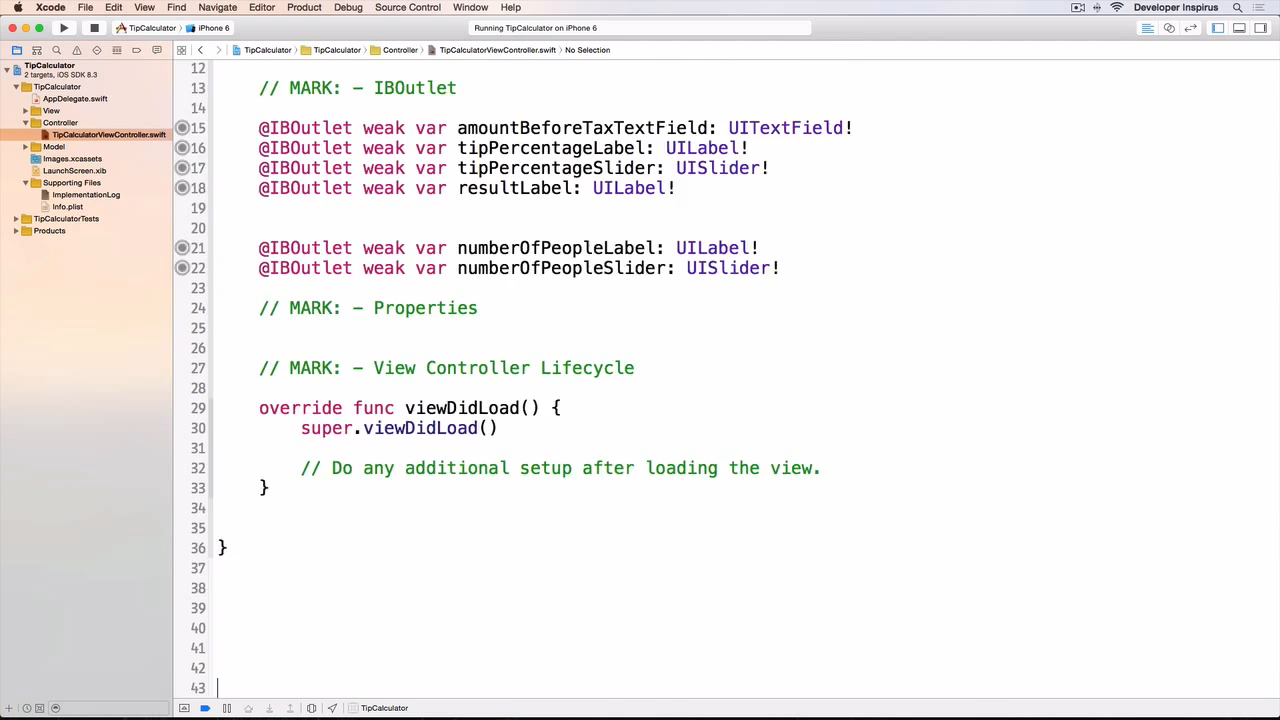 Xcode File Edit View Find Navigate Editor Product Debug Source Control Window Help Developer Inspirus
TipCalculator iPhone 6 Running TipCalculator on iPhone 6
TipCalculator TipCalculator Controller TipCalculatorViewController.swift No Selection
TipCalculator
2 targets, iOS SDK 8.3
TipCalculator
AppDelegate.swift
View
Controller
TipCalculatorViewController.swift
Model
Images.xcassets
LaunchScreen.xib
Supporting Files
ImplementationLog
Info.plist
TipCalculatorTests
Products
12
13 // MARK: - IBOutlet
14
15 @IBOutlet weak var amountBeforeTaxTextField: UITextField!
16 @IBOutlet weak var tipPercentageLabel: UILabel!
17 @IBOutlet weak var tipPercentageSlider: UISlider!
18 @IBOutlet weak var resultLabel: UILabel!
19
20
21 @IBOutlet weak var numberOfPeopleLabel: UILabel!
22 @IBOutlet weak var numberOfPeopleSlider: UISlider!
23
24 // MARK: - Properties
25
26
27 // MARK: - View Controller Lifecycle
28
29 override func viewDidLoad() {
30 super.viewDidLoad()
31
32 // Do any additional setup after loading the view.
33 }
34
35
36 }
37
38
39
40
41
42
43
TipCalculator